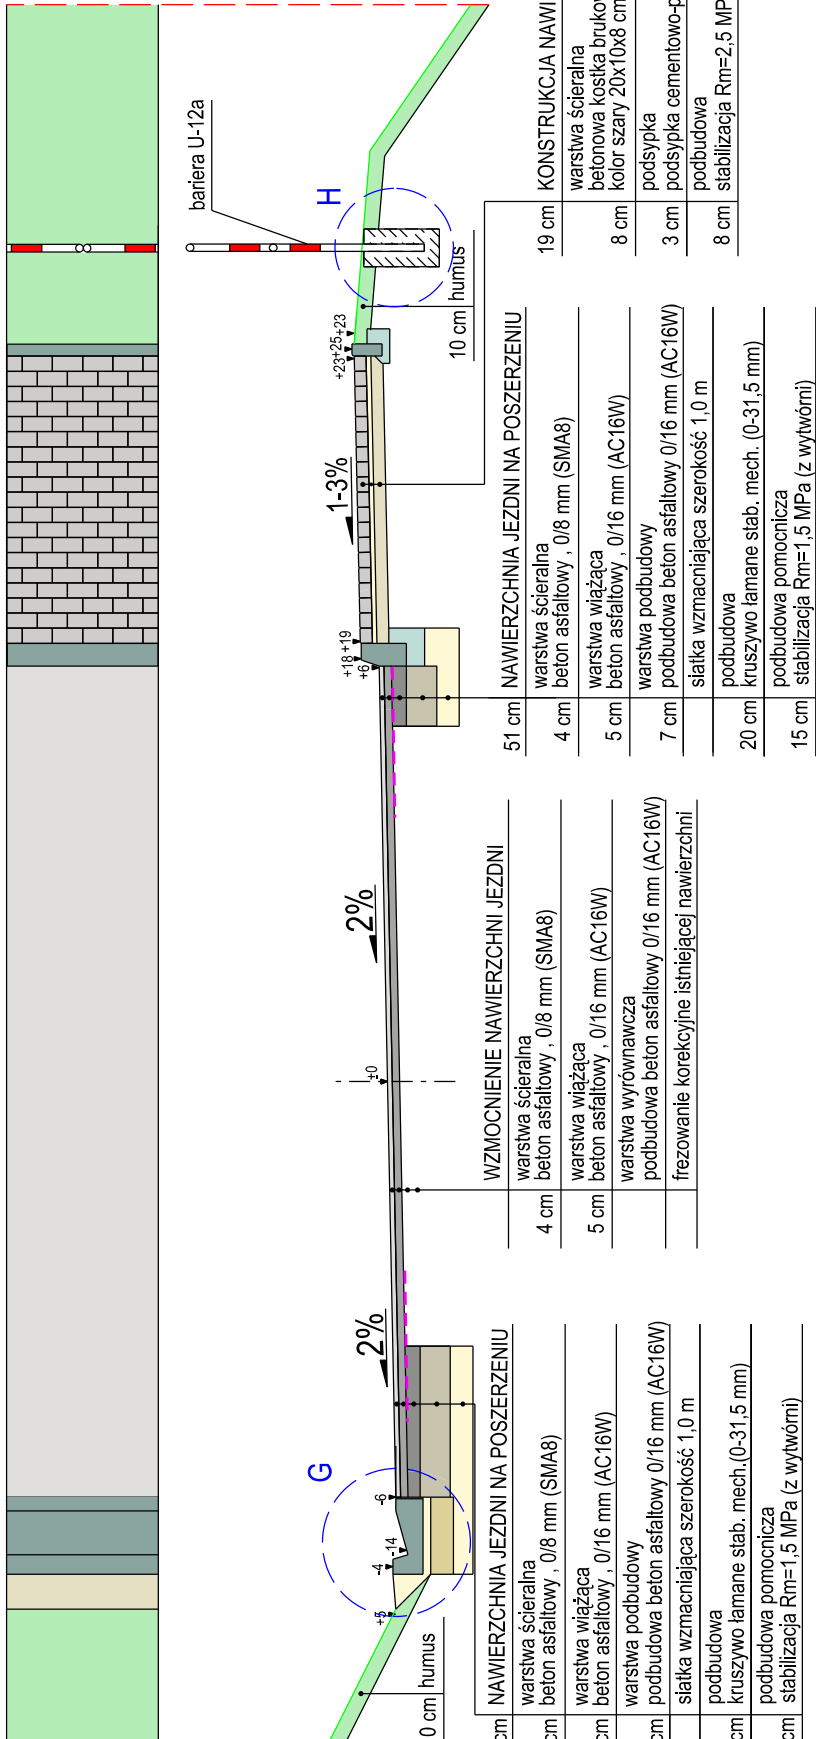 bariera U-12a
H
10 cm humus
+23
+25
+23
1-3%
+19
+18
+6
2%
±0
2%
G
-6
-14
-4
+5
0 cm humus
19 cm KONSTRUKCJA NAWI
warstwa ścieralna
betonowa kostka brukow
8 cm kolor szary 20x10x8 cm
podsypka
3 cm podsypka cementowo-p
podbudowa
8 cm stabilizacja Rm=2,5 MP
51 cm NAWIERZCHNIA JEZDNI NA POSZERZENIU
warstwa ścieralna
4 cm beton asfaltowy , 0/8 mm (SMA8)
warstwa wiążąca
5 cm beton asfaltowy , 0/16 mm (AC16W)
warstwa podbudowy
7 cm podbudowa beton asfaltowy 0/16 mm (AC16W)
siatka wzmacniająca szerokość 1,0 m
podbudowa
20 cm kruszywo łamane stab. mech. (0-31,5 mm)
podbudowa pomocnicza
15 cm stabilizacja Rm=1,5 MPa (z wytwórni)
WZMOCNIENIE NAWIERZCHNI JEZDNI
warstwa ścieralna
4 cm beton asfaltowy , 0/8 mm (SMA8)
warstwa wiążąca
5 cm beton asfaltowy , 0/16 mm (AC16W)
warstwa wyrównawcza
podbudowa beton asfaltowy 0/16 mm (AC16W)
frezowanie korekcyjne istniejącej nawierzchni
cm NAWIERZCHNIA JEZDNI NA POSZERZENIU
warstwa ścieralna
cm beton asfaltowy , 0/8 mm (SMA8)
warstwa wiążąca
cm beton asfaltowy , 0/16 mm (AC16W)
warstwa podbudowy
cm podbudowa beton asfaltowy 0/16 mm (AC16W)
siatka wzmacniająca szerokość 1,0 m
podbudowa
cm kruszywo łamane stab. mech.(0-31,5 mm)
podbudowa pomocnicza
cm stabilizacja Rm=1,5 MPa (z wytwórni)